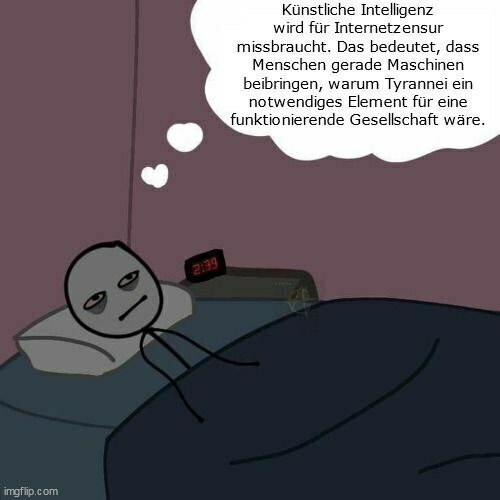 Künstliche Intelligenz
wird für Internetzensur
missbraucht. Das bedeutet, dass
Menschen gerade Maschinen
beibringen, warum Tyrannei ein
notwendiges Element für eine
funktionierende Gesellschaft wäre.
2:39
imgflip.com